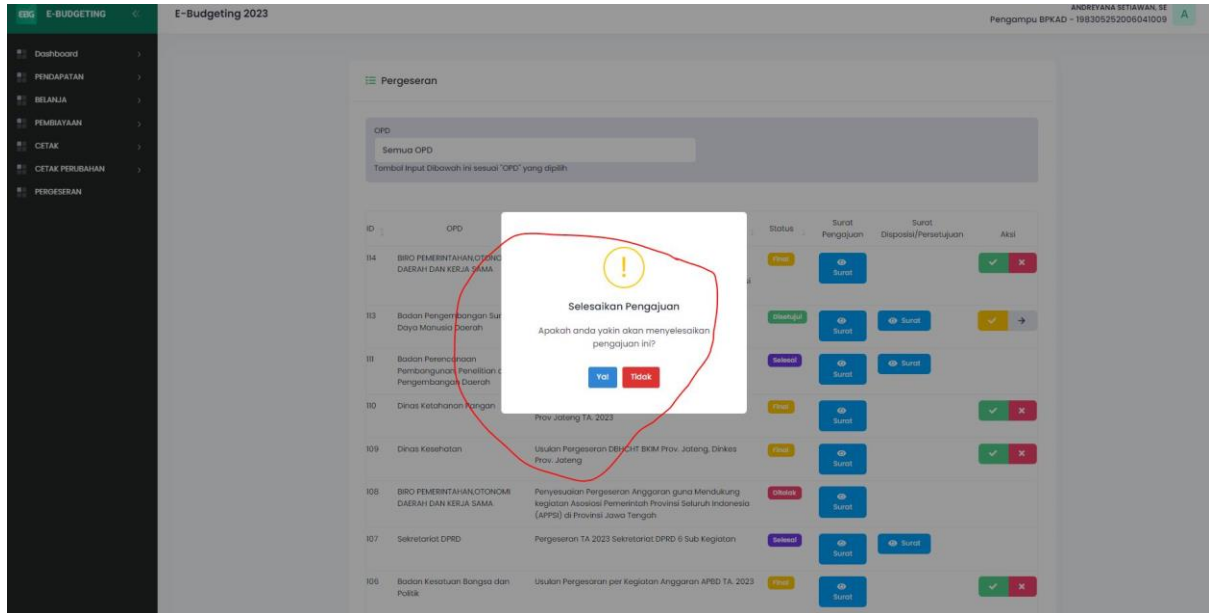 EBG E-BUDGETING
E-Budgeting 2023
ANDREYANA SETIAWAN, SE
Pengampu BPKAD - 198305252006041009
A
Dashboard
PENDAPATAN
BELANJA
PEMBIAYAAN
CETAK
CETAK PERUBAHAN
PERGESERAN
Pergeseran
OPD
Semua OPD
Tombol Input Dibawah ini sesuai "OPD" yang dipilih
ID OPD Status Surat Pengajuan Surat Disposisi/Persetujuan Aksi
114 BIRO PEMERINTAHAN,OTONO Final Surat
DAERAH DAN KERJA SAMA
113 Badan Pengembangan Sum Disetujui Surat Surat
Daya Manusia Daerah
111 Badan Perencanaan Selesai Surat Surat
Pembangunan, Penelitian d
Pengembangan Daerah
Selesaikan Pengajuan
Apakah anda yakin akan menyelesaikan
pengajuan ini?
Ya! Tidak
110 Dinas Ketahanan Pangan Prov Jateng TA. 2023 Final Surat
109 Dinas Kesehatan Usulan Pergeseran DBHCHT BKIM Prov. Jateng, Dinkes Final Surat
Prov. Jateng
108 BIRO PEMERINTAHAN,OTONOMI Penyesuaian Pergeseran Anggaran guna Mendukung Ditolak Surat
DAERAH DAN KERJA SAMA kegiatan Asosiasi Pemerintah Provinsi Seluruh Indonesia
(APPSI) di Provinsi Jawa Tengah
107 Sekretariat DPRD Pergeseran TA 2023 Sekretariat DPRD 6 Sub Kegiatan Selesai Surat Surat
106 Badan Kesatuan Bangsa dan Usulan Pergeseran per Kegiatan Anggaran APBD TA. 2023 Final Surat
Politik